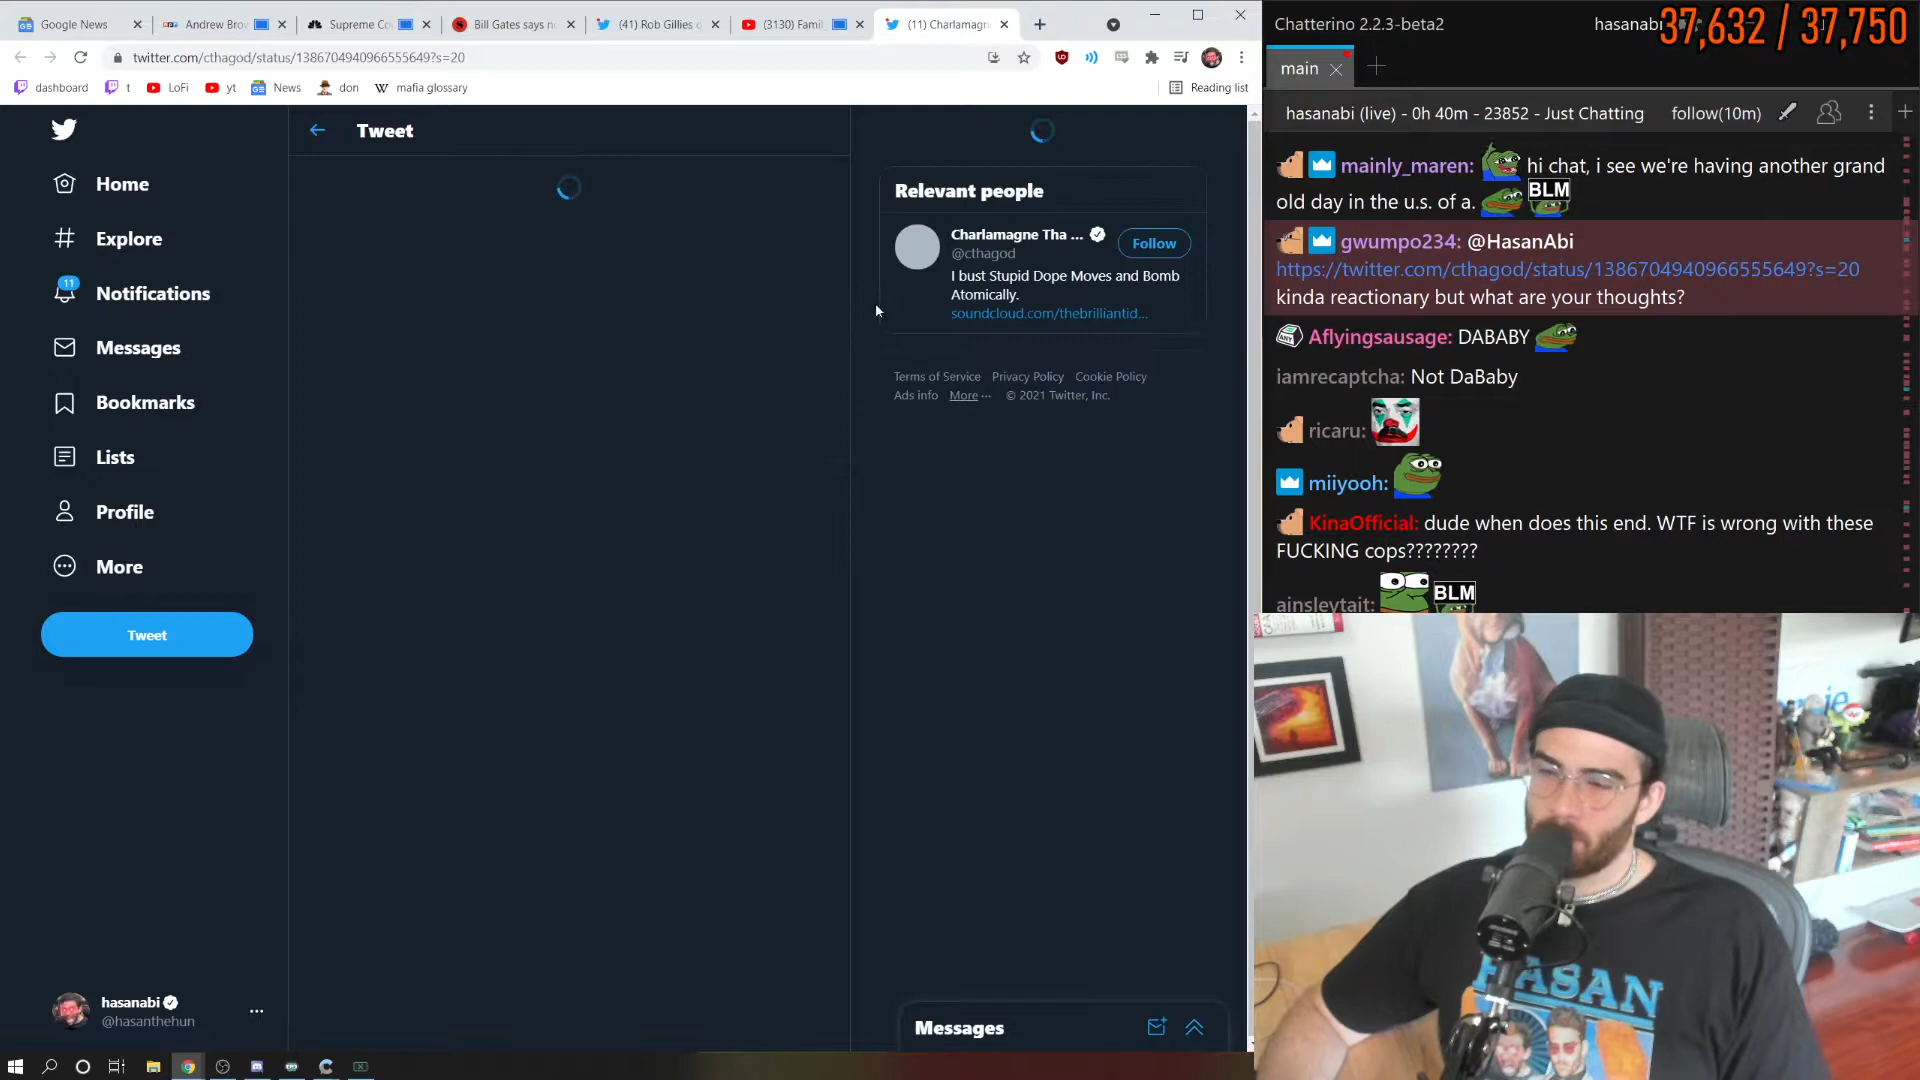 Google News
Andrew Brov
Supreme Co
Bill Gates says no
(41) Rob Gillies o
(3130) Famil
(11) Charlamagn
twitter.com/cthagod/status/1386704940966555649?s=20
dashboard
t
LoFi
yt
News
don
mafia glossary
Reading list
Home
Explore
11
Notifications
Messages
Bookmarks
Lists
Profile
More
Tweet
hasanabi
@hasanthehun
Tweet
Relevant people
Charlamagne Tha ...
@cthagod
Follow
I bust Stupid Dope Moves and Bomb
Atomically.
soundcloud.com/thebrilliantid...
Terms of Service Privacy Policy Cookie Policy
Ads info More ··· © 2021 Twitter, Inc.
Messages
Chatterino 2.2.3-beta2
hasanabi
37,632 / 37,750
main
hasanabi (live) - 0h 40m - 23852 - Just Chatting
follow(10m)
mainly_maren: hi chat, i see we're having another grand
old day in the u.s. of a. BLM
gwumpo234: @HasanAbi
https://twitter.com/cthagod/status/1386704940966555649?s=20
kinda reactionary but what are your thoughts?
Aflyingsausage: DABABY
iamrecaptcha: Not DaBaby
ricaru:
miiyooh:
KinaOfficial: dude when does this end. WTF is wrong with these
FUCKING cops????????
ainsleytait: BLM
HASAN